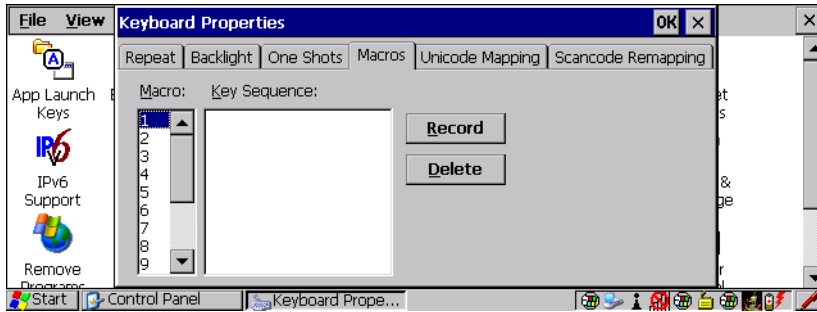 File View
Keyboard Properties
OK
Repeat
Backlight
One Shots
Macros
Unicode Mapping
Scancode Remapping
App Launch
Keys
IPv6
IPv6
Support
Remove
Macro:
Key Sequence:
1
2
3
4
5
6
7
8
9
Record
Delete
&
Start
Control Panel
Keyboard Prope...